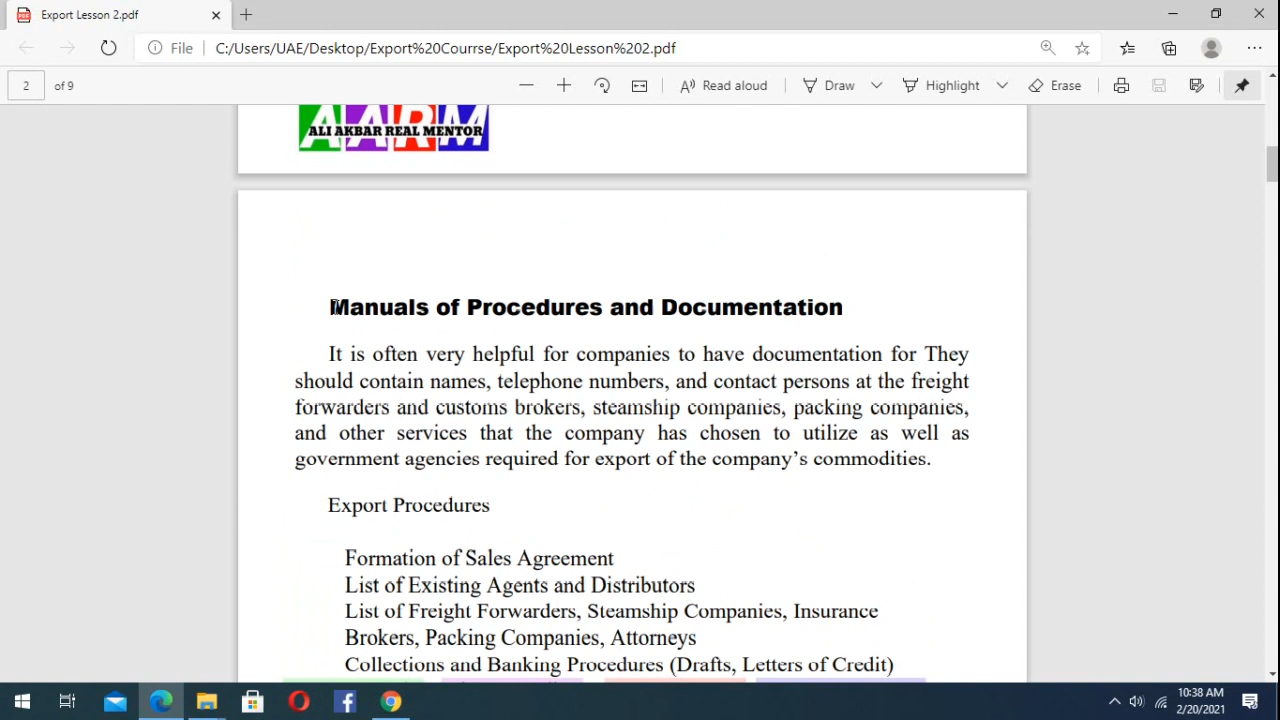 Export Lesson 2.pdf
File
C:/Users/UAE/Desktop/Export%20Courrse/Export%20Lesson%202.pdf
2 of 9
Read aloud
Draw
Highlight
Erase
AARM
ALI AKBAR REAL MENTOR
Manuals of Procedures and Documentation
It is often very helpful for companies to have documentation for They
should contain names, telephone numbers, and contact persons at the freight
forwarders and customs brokers, steamship companies, packing companies,
and other services that the company has chosen to utilize as well as
government agencies required for export of the company's commodities.
Export Procedures
Formation of Sales Agreement
List of Existing Agents and Distributors
List of Freight Forwarders, Steamship Companies, Insurance
Brokers, Packing Companies, Attorneys
Collections and Banking Procedures (Drafts, Letters of Credit)
10:38 AM
2/20/2021